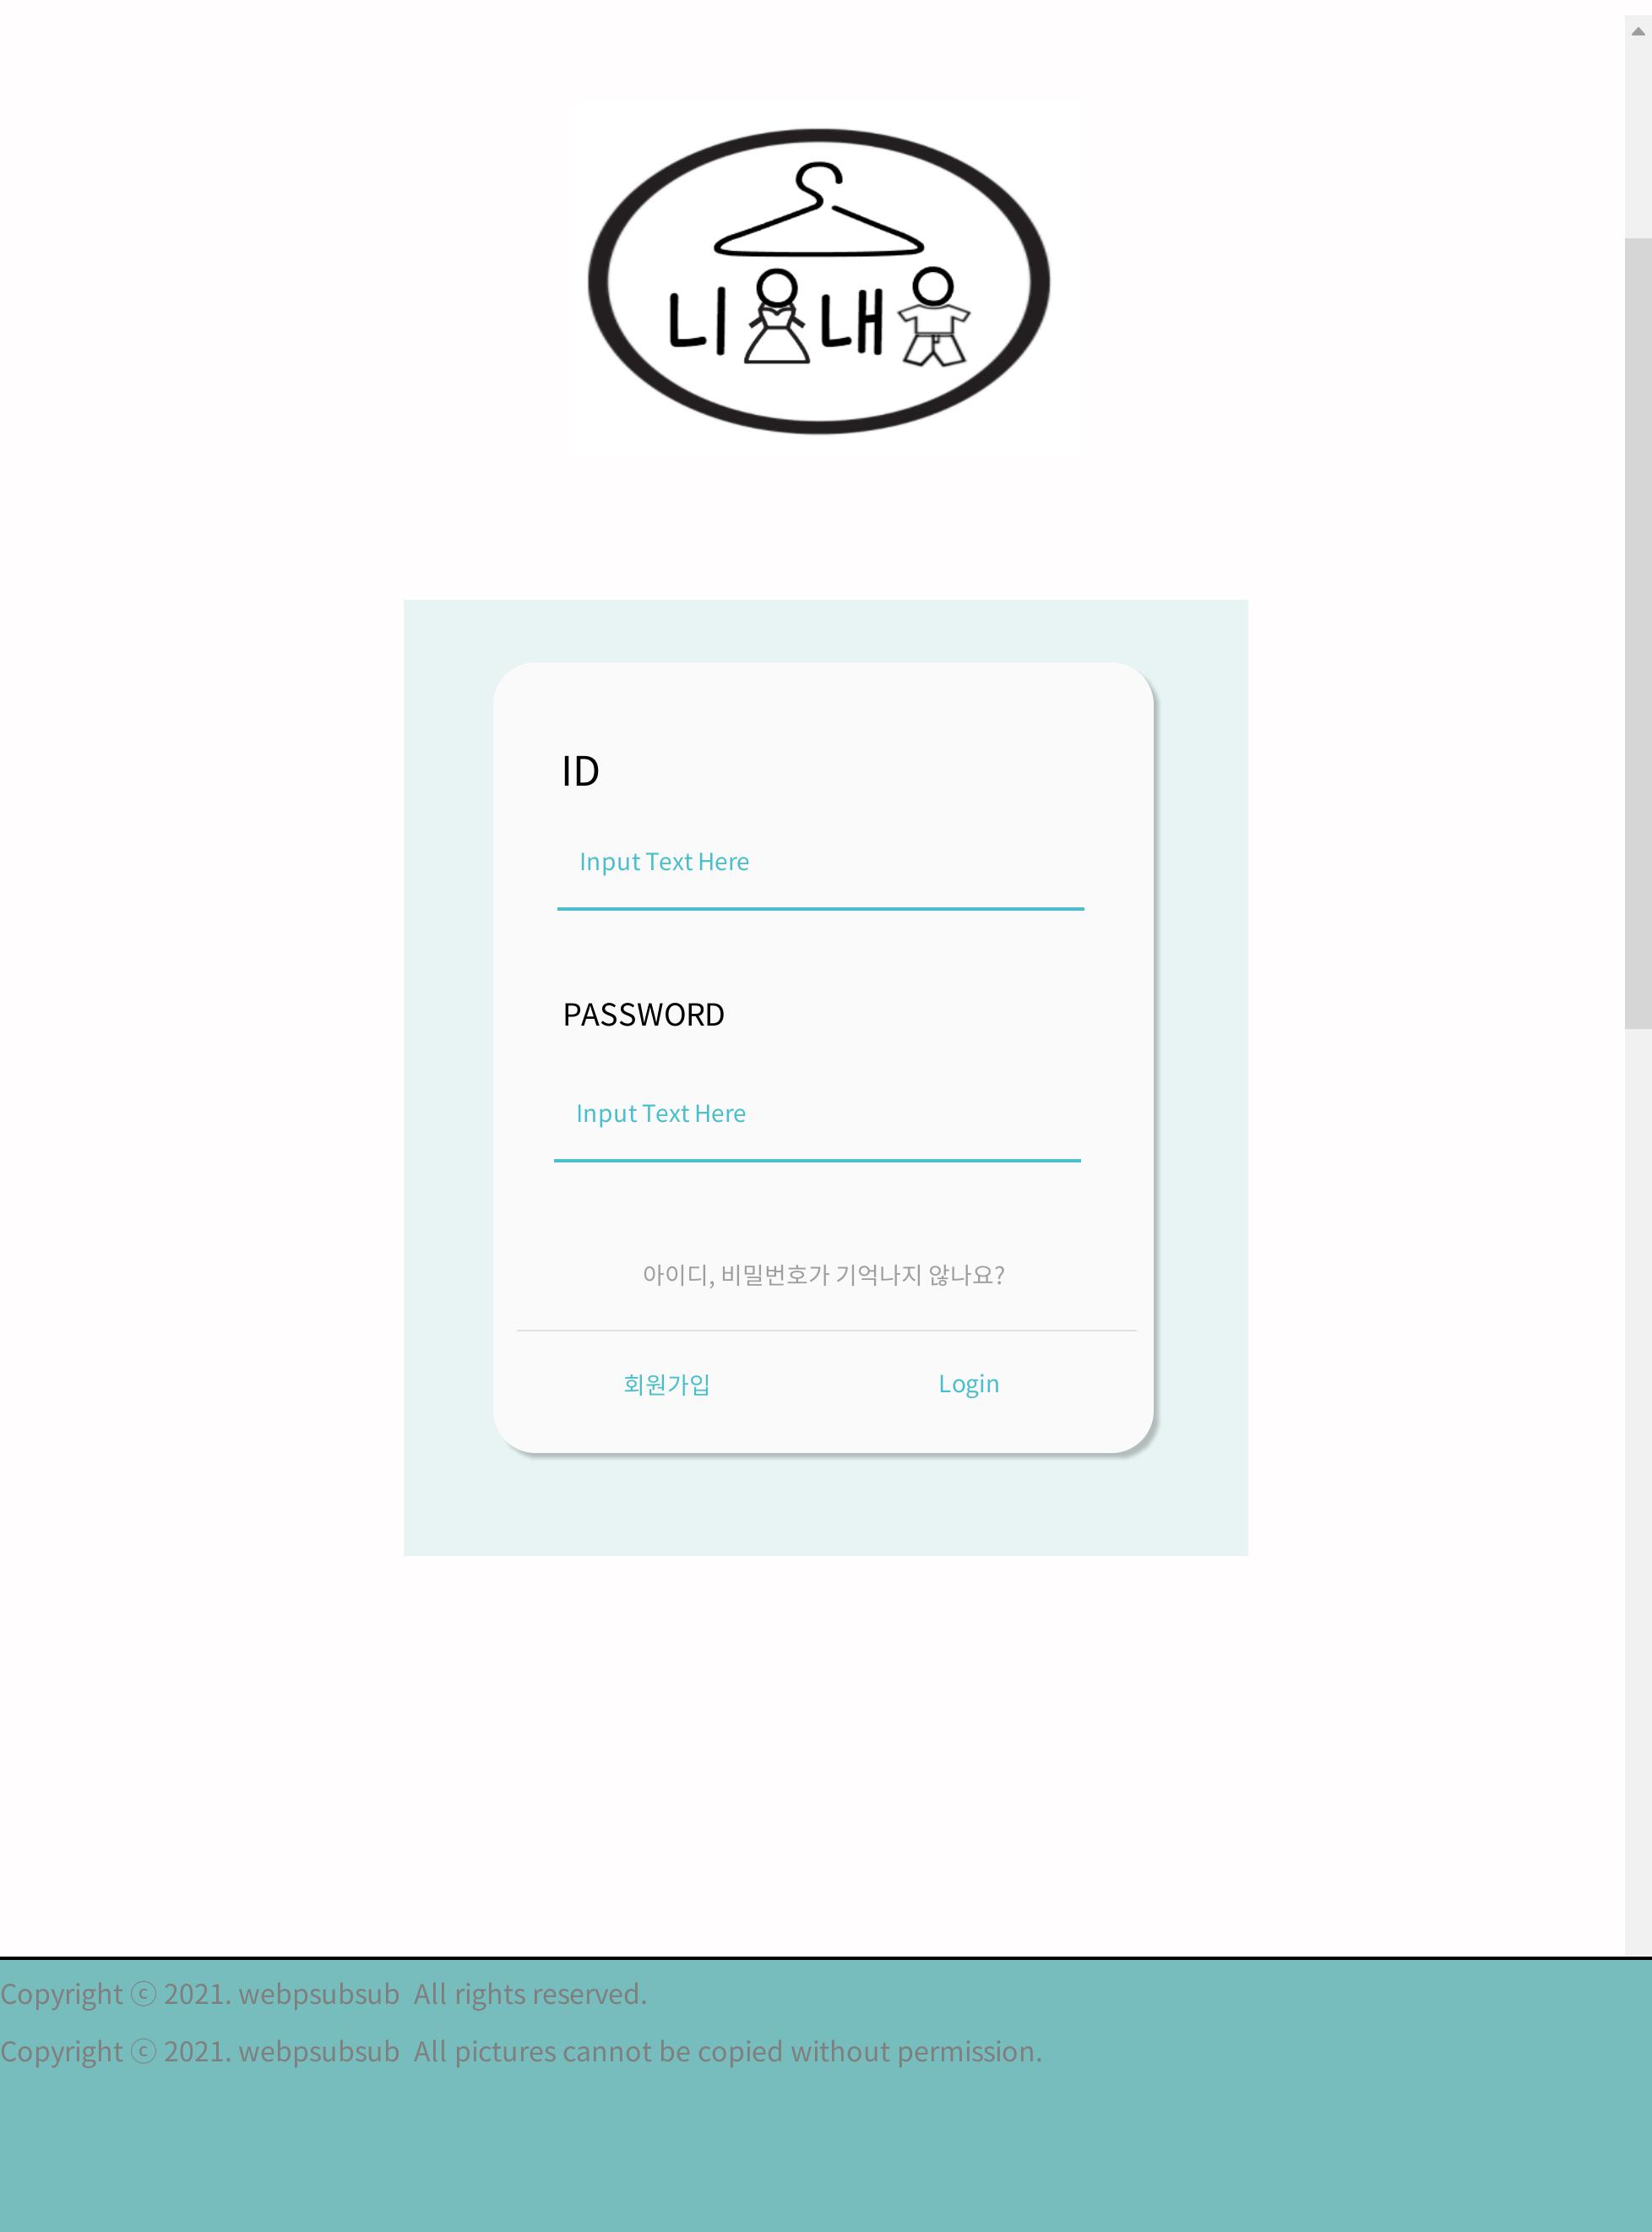 니옷내옷
ID
Input Text Here
PASSWORD
Input Text Here
아이디, 비밀번호가 기억나지 않나요?
회원가입 Login
Copyright ⓒ 2021. webpsubsub All rights reserved.
Copyright ⓒ 2021. webpsubsub All pictures cannot be copied without permission.